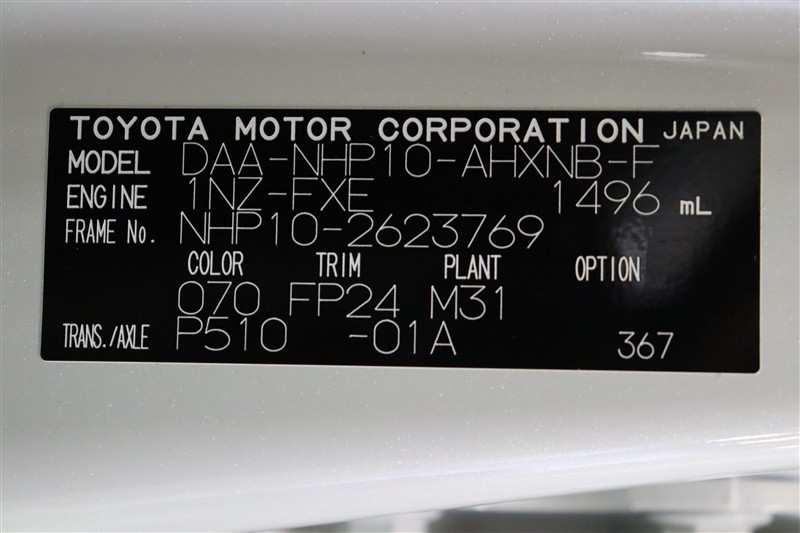 TOYOTA MOTOR CORPORATION JAPAN
MODEL DAA-NHP10-AHXNB-F
ENGINE 1NZ-FXE 1496 mL
FRAME No. NHP10-2623769
COLOR TRIM PLANT OPTION
070 FP24 M31
TRANS./AXLE P510 -01A 367